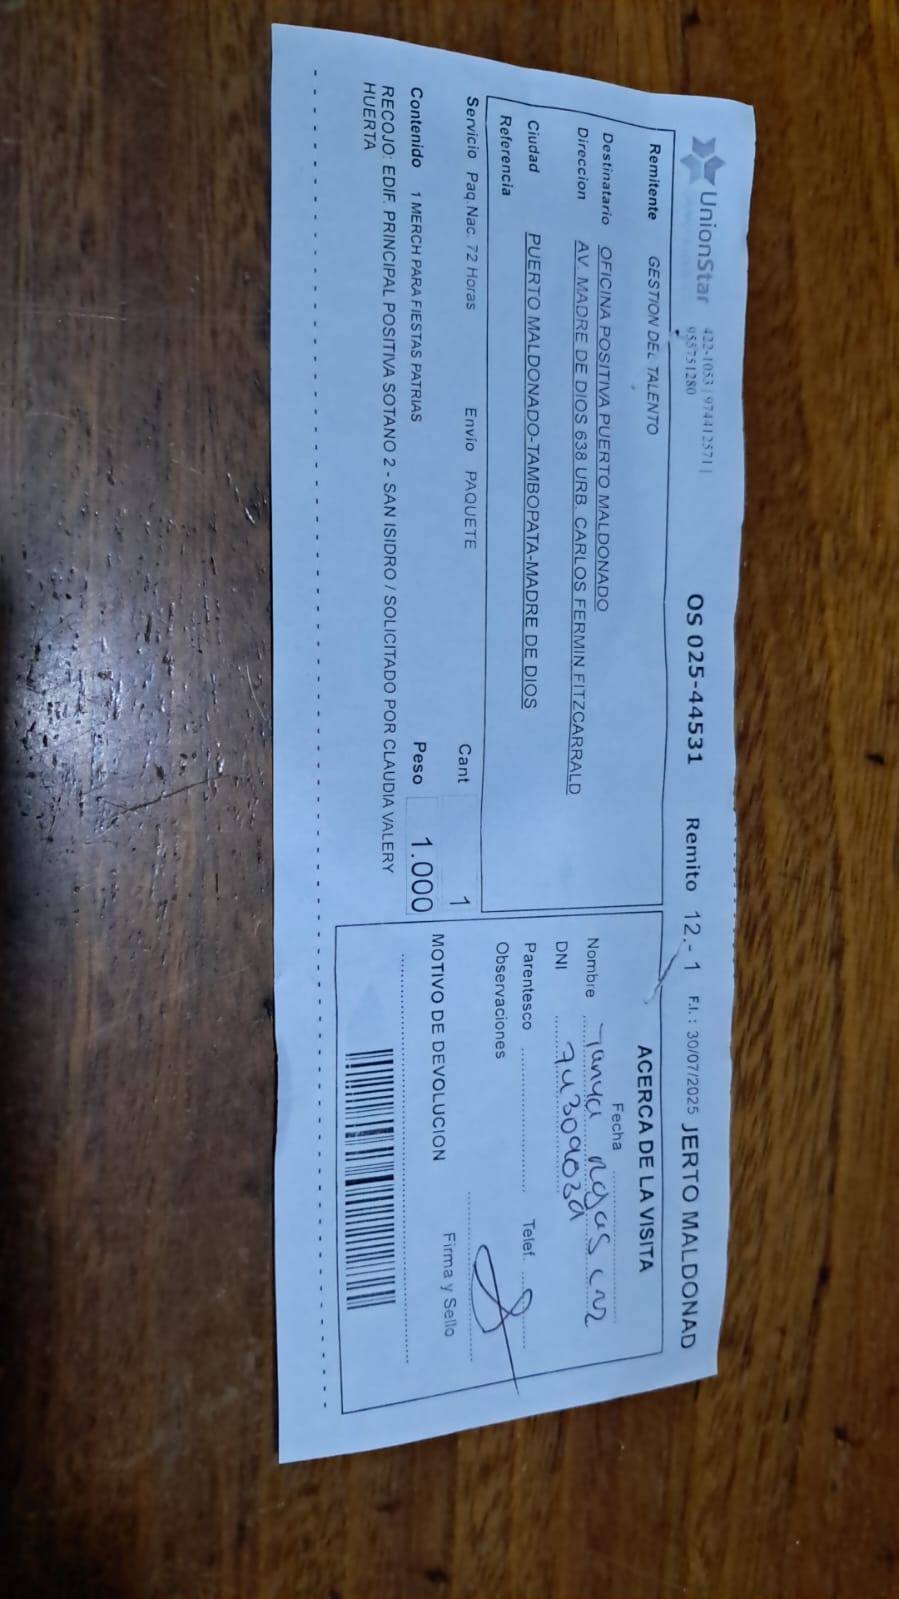 UnionStar
422-1053 | 974412571 |
955751280
OS 025-44531 Remito 12 - 1 F.I.: 30/07/2025 JERTO MALDONAD
Remitente GESTION DEL TALENTO
Destinatario OFICINA POSITIVA PUERTO MALDONADO
Direccion AV. MADRE DE DIOS 638 URB. CARLOS FERMIN FITZCARRALD
Ciudad PUERTO MALDONADO-TAMBOPATA-MADRE DE DIOS
Referencia
Servicio Paq.Nac. 72 Horas Envio PAQUETE Cant 1
Contenido 1 MERCH PARA FIESTAS PATRIAS Peso 1.000
RECOJO: EDIF. PRINCIPAL POSITIVA SOTANO 2 - SAN ISIDRO / SOLICITADO POR CLAUDIA VALERY
HUERTA
ACERCA DE LA VISITA
Fecha
Nombre Tanya
DNI
Parentesco Telef.
Observaciones
MOTIVO DE DEVOLUCION Firma y Sello